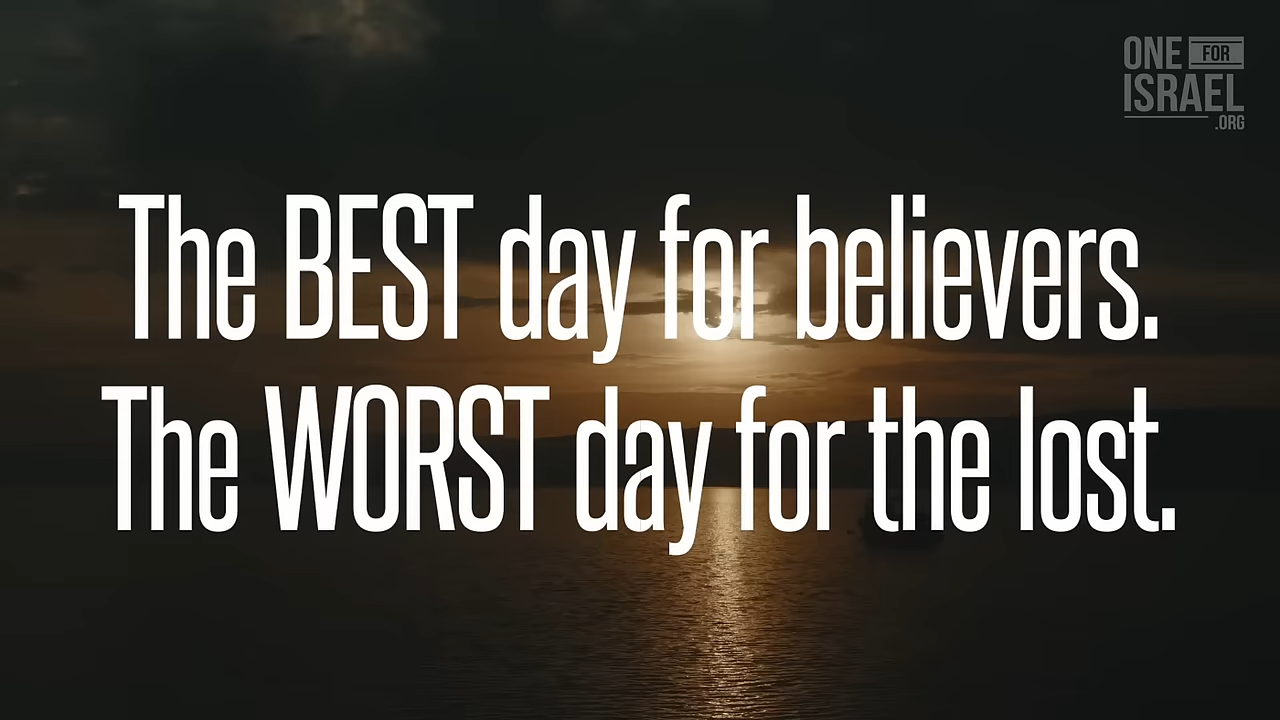 ONE FOR
ISRAEL
.ORG
The BEST day for believers.
The WORST day for the lost.